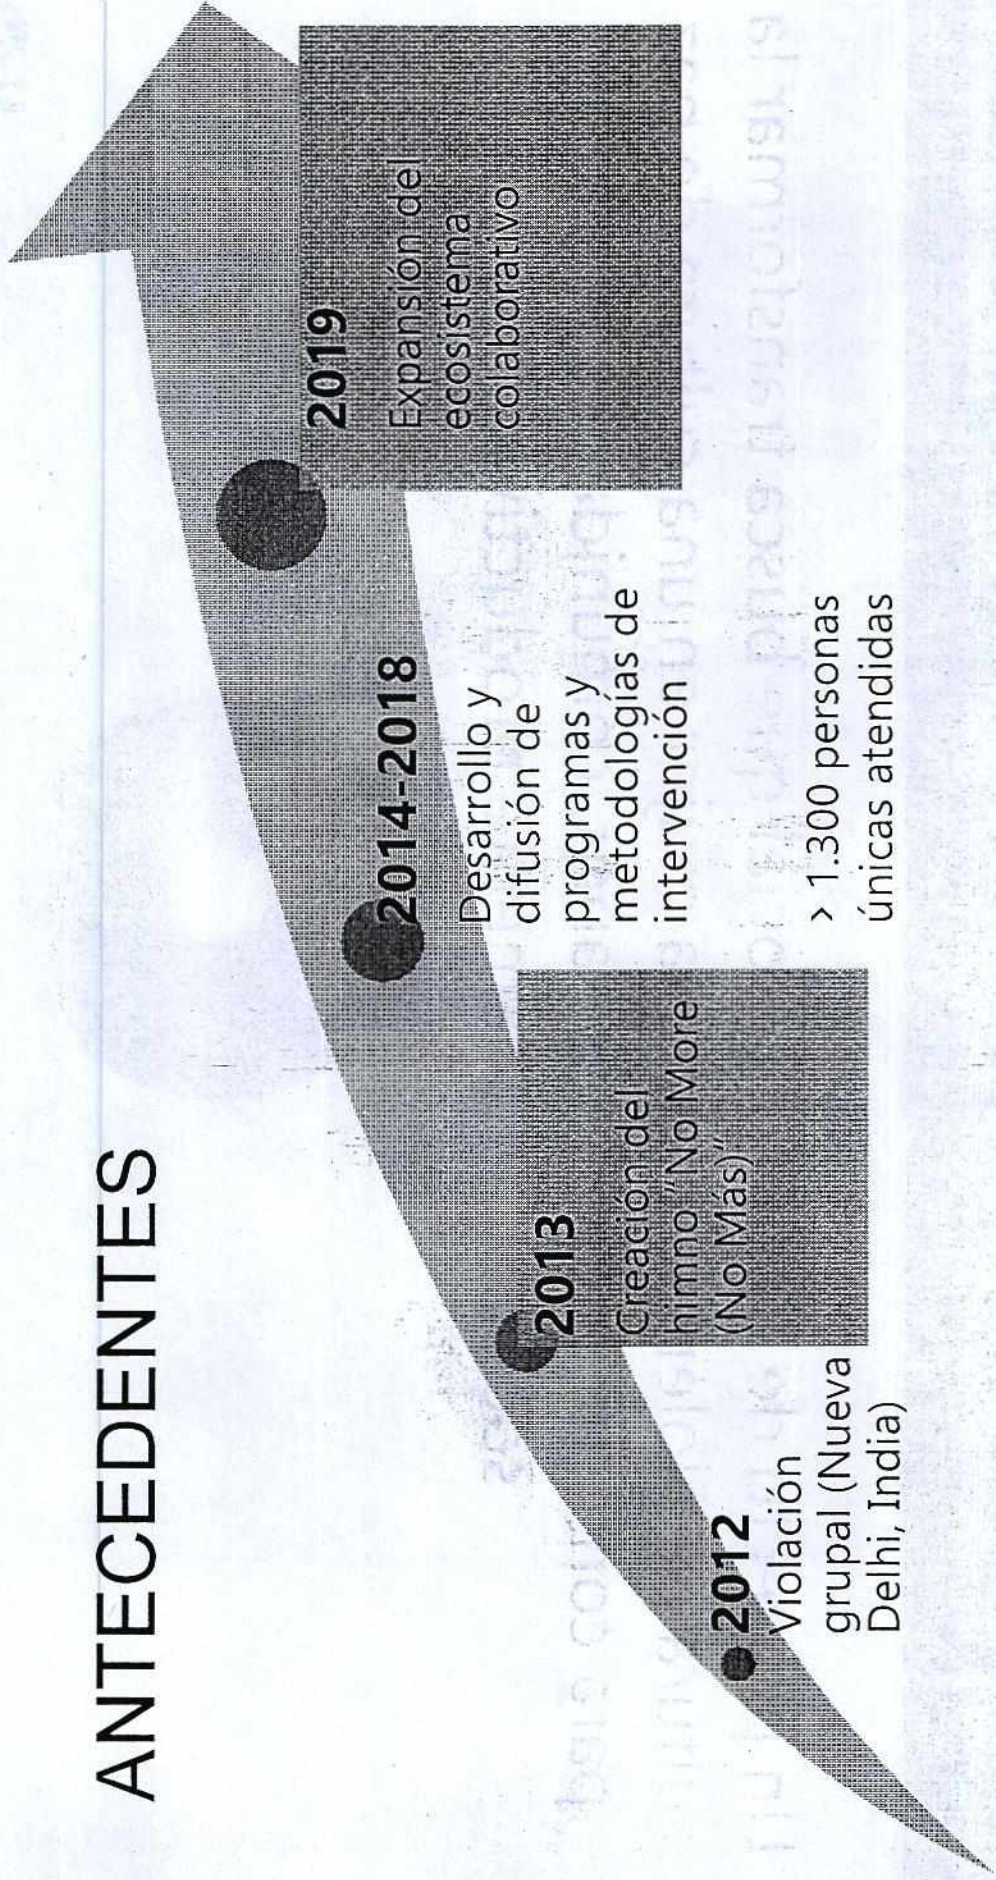 ANTECEDENTES
2012
Violación
grupal (Nueva
Delhi, India)
2013
Creación del
himno "No More
(No Más)"
2014-2018
Desarrollo y
difusión de
programas y
metodologías de
intervención
> 1.300 personas
únicas atendidas
2019
Expansión del
ecosistema
colaborativo